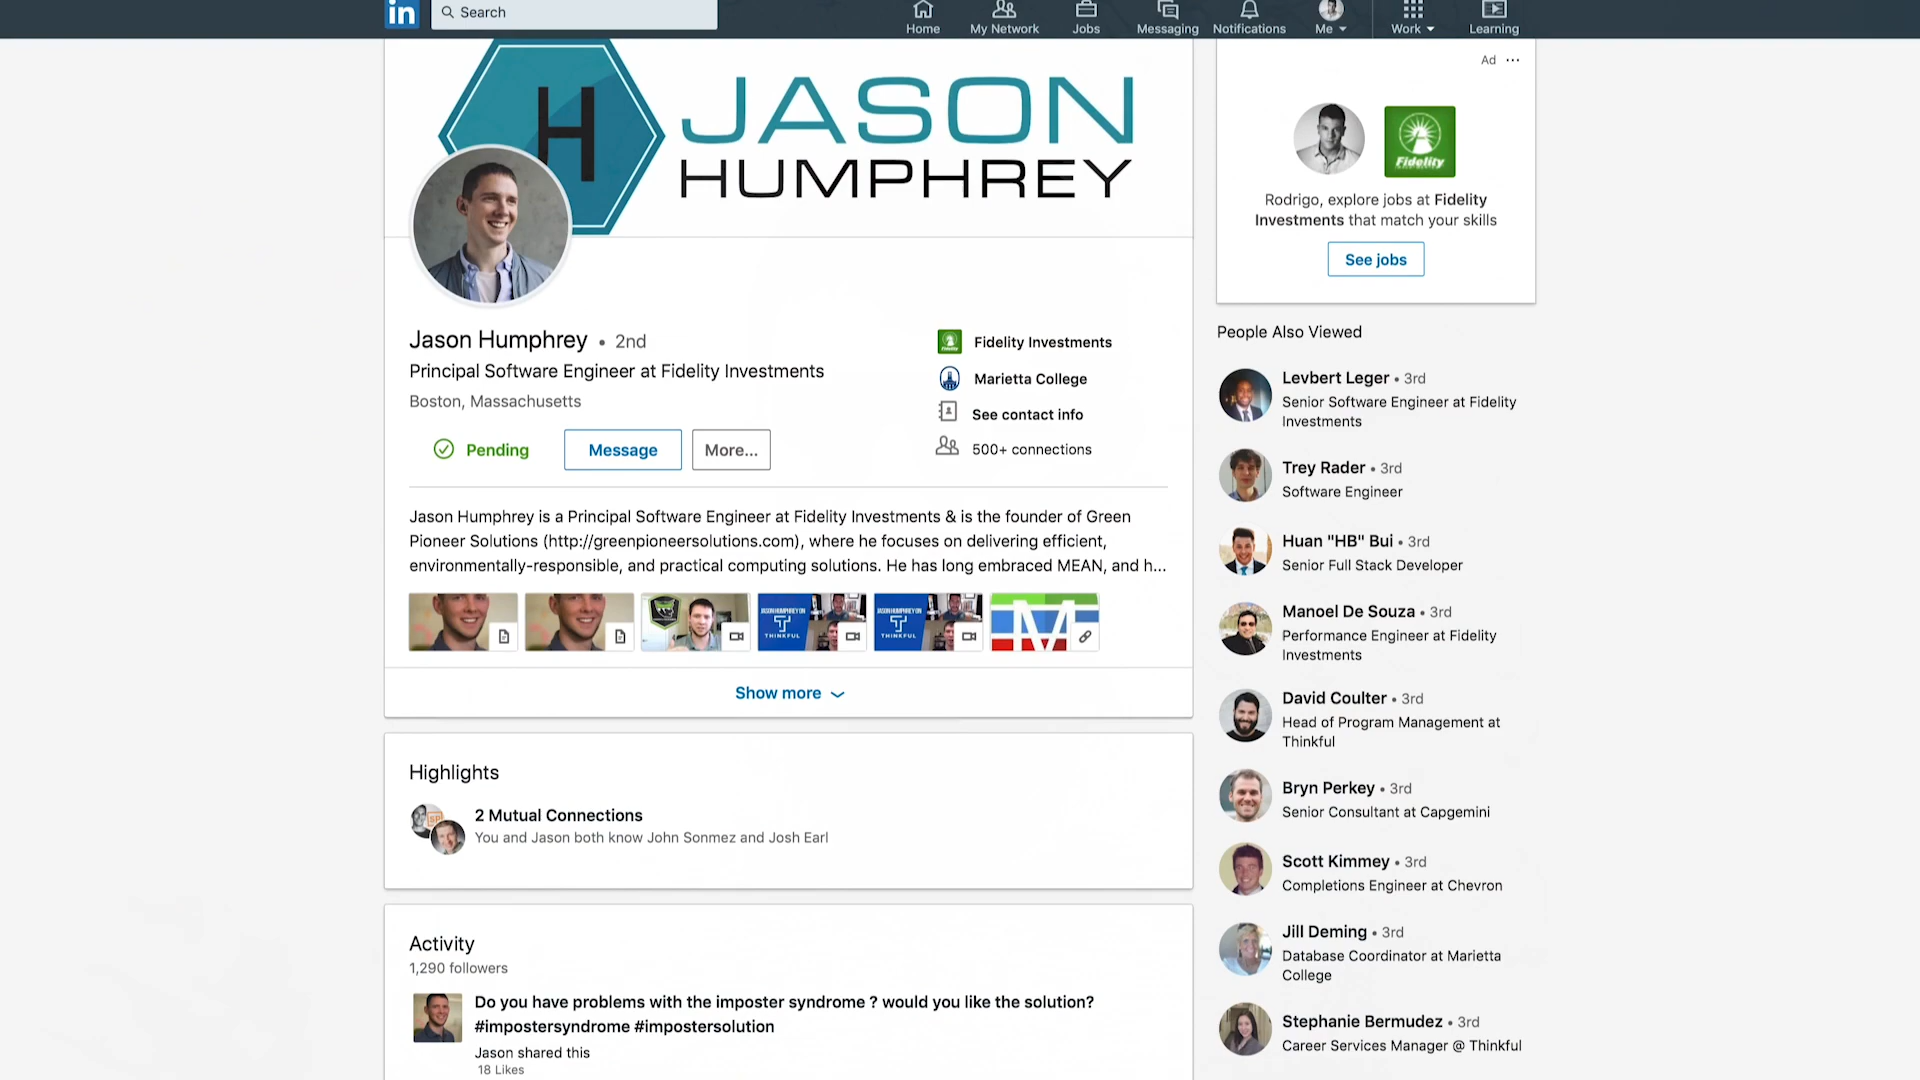 in
Search
Home
My Network
Jobs
Messaging
Notifications
Me
Work
Learning
H
JASON
HUMPHREY
Jason Humphrey • 2nd
Principal Software Engineer at Fidelity Investments
Boston, Massachusetts
Pending
Message
More...
Fidelity Investments
Marietta College
See contact info
500+ connections
Jason Humphrey is a Principal Software Engineer at Fidelity Investments & is the founder of Green
Pioneer Solutions (http://greenpioneersolutions.com), where he focuses on delivering efficient,
environmentally-responsible, and practical computing solutions. He has long embraced MEAN, and h...
JASON HUMPHREY ON
T
THINKFUL
JASON HUMPHREY ON
T
THINKFUL
M
Show more
Highlights
2 Mutual Connections
You and Jason both know John Sonmez and Josh Earl
Activity
1,290 followers
Do you have problems with the imposter syndrome ? would you like the solution?
#impostersyndrome #impostersolution
Jason shared this
18 Likes
Ad ...
Fidelity
Rodrigo, explore jobs at Fidelity
Investments that match your skills
See jobs
People Also Viewed
Levbert Leger • 3rd
Senior Software Engineer at Fidelity
Investments
Trey Rader • 3rd
Software Engineer
Huan "HB" Bui • 3rd
Senior Full Stack Developer
Manoel De Souza • 3rd
Performance Engineer at Fidelity
Investments
David Coulter • 3rd
Head of Program Management at
Thinkful
Bryn Perkey • 3rd
Senior Consultant at Capgemini
Scott Kimmey • 3rd
Completions Engineer at Chevron
Jill Deming • 3rd
Database Coordinator at Marietta
College
Stephanie Bermudez • 3rd
Career Services Manager @ Thinkful